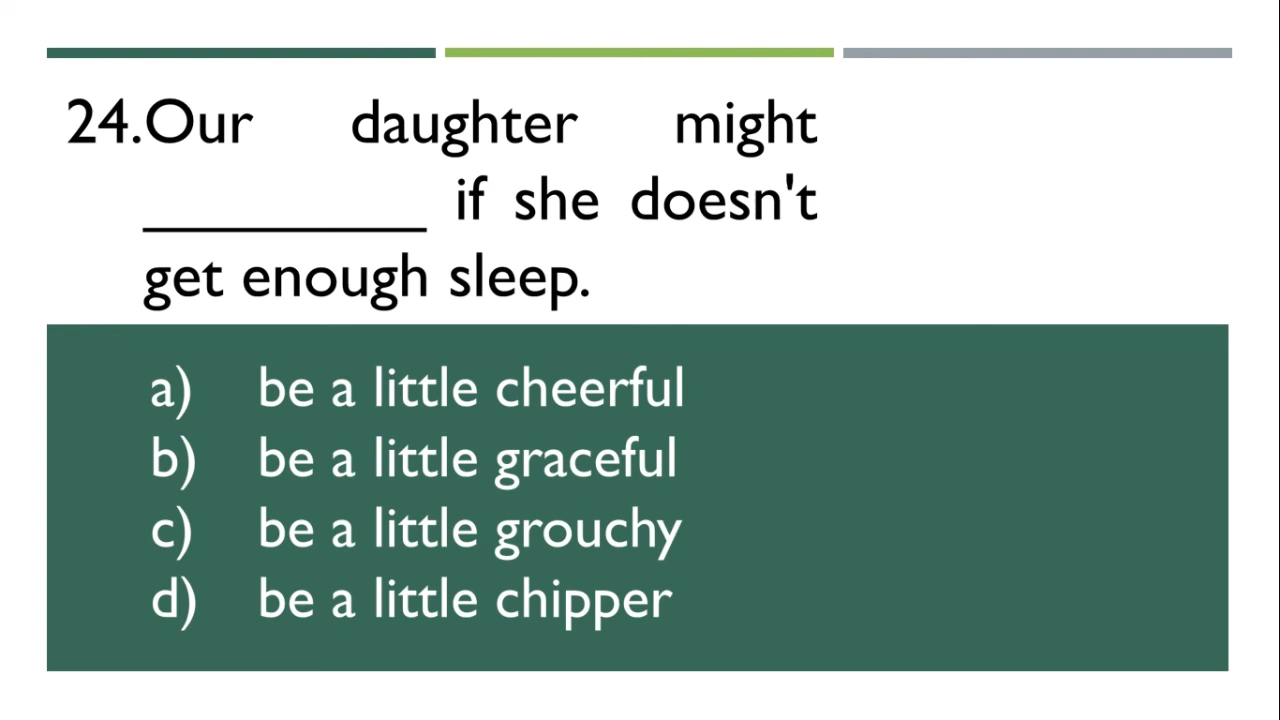 24.Our daughter might
_________ if she doesn't
get enough sleep.
a) be a little cheerful
b) be a little graceful
c) be a little grouchy
d) be a little chipper